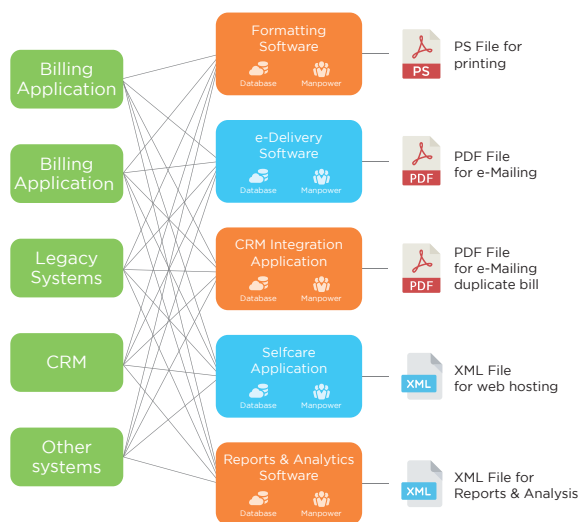 Billing
Application
Billing
Application
Legacy
Systems
CRM
Other
systems
Formatting
Software
Database
Manpower
e-Delivery
Software
Database
Manpower
CRM Integration
Application
Database
Manpower
Selfcare
Application
Database
Manpower
Reports & Analytics
Software
Database
Manpower
PS
PS File for
printing
PDF
PDF File
for e-Mailing
PDF
PDF File
for e-Mailing
duplicate bill
XML
XML File
for web hosting
XML
XML File for
Reports & Analysis